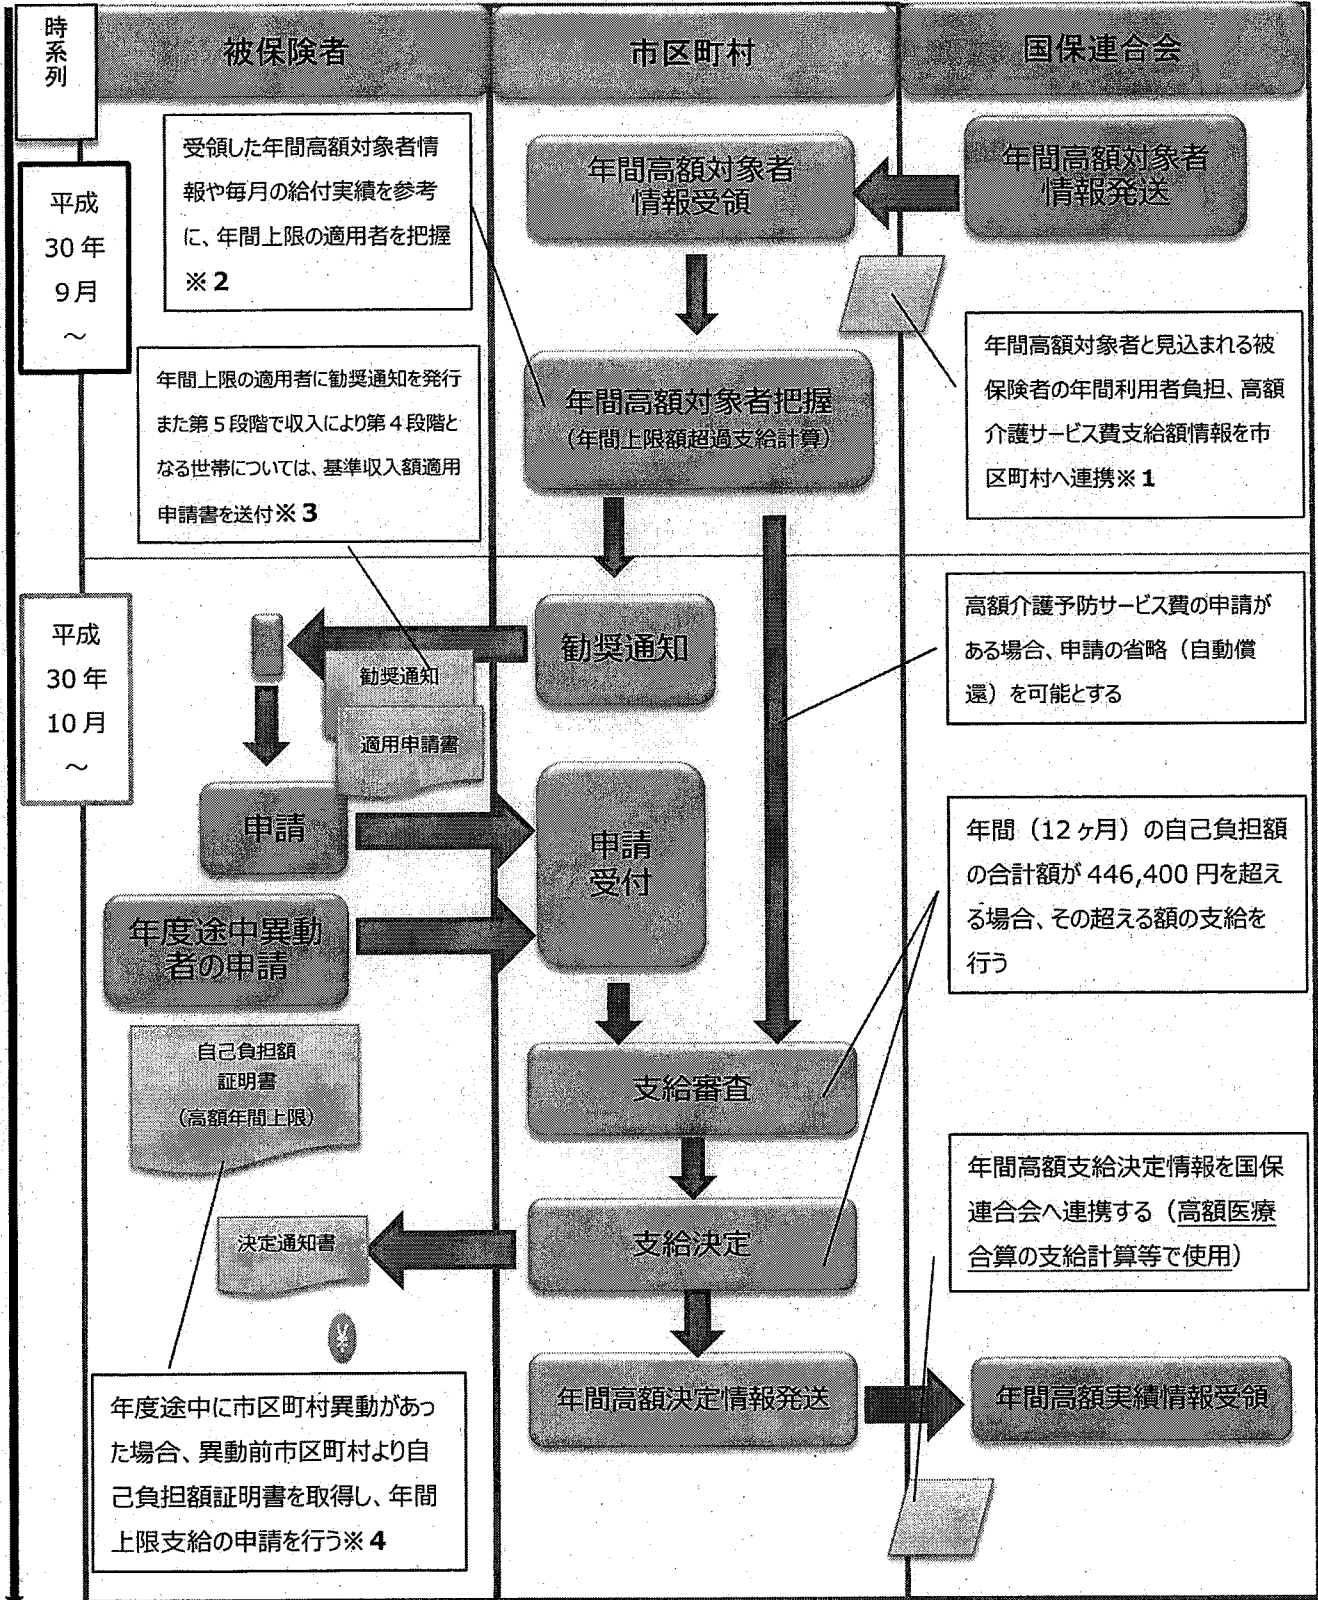 時系列
被保険者
市区町村
国保連合会
平成
30年
9月
～
受領した年間高額対象者情
報や毎月の給付実績を参考
に、年間上限の適用者を把握
※2
年間高額対象者
情報受領
年間高額対象者
情報発送
年間上限の適用者に勧奨通知を発行
また第5段階で収入により第4段階と
なる世帯については、基準収入額適用
申請書を送付※3
年間高額対象者把握
（年間上限額超過支給計算）
年間高額対象者と見込まれる被
保険者の年間利用者負担、高額
介護サービス費支給額情報を市
区町村へ連携※1
平成
30年
10月
～
勧奨通知
勧奨通知
適用申請書
高額介護予防サービス費の申請が
ある場合、申請の省略（自動償
還）を可能とする
申請
申請
受付
年度途中異動
者の申請
年間（12ヶ月）の自己負担額
の合計額が446,400円を超え
る場合、その超える額の支給を
行う
自己負担額
証明書
（高額年間上限）
支給審査
決定通知書
支給決定
年間高額支給決定情報を国保
連合会へ連携する（高額医療
合算の支給計算等で使用）
¥
年間高額決定情報発送
年間高額実績情報受領
年度途中に市区町村異動があっ
た場合、異動前市区町村より自
己負担額証明書を取得し、年間
上限支給の申請を行う※4